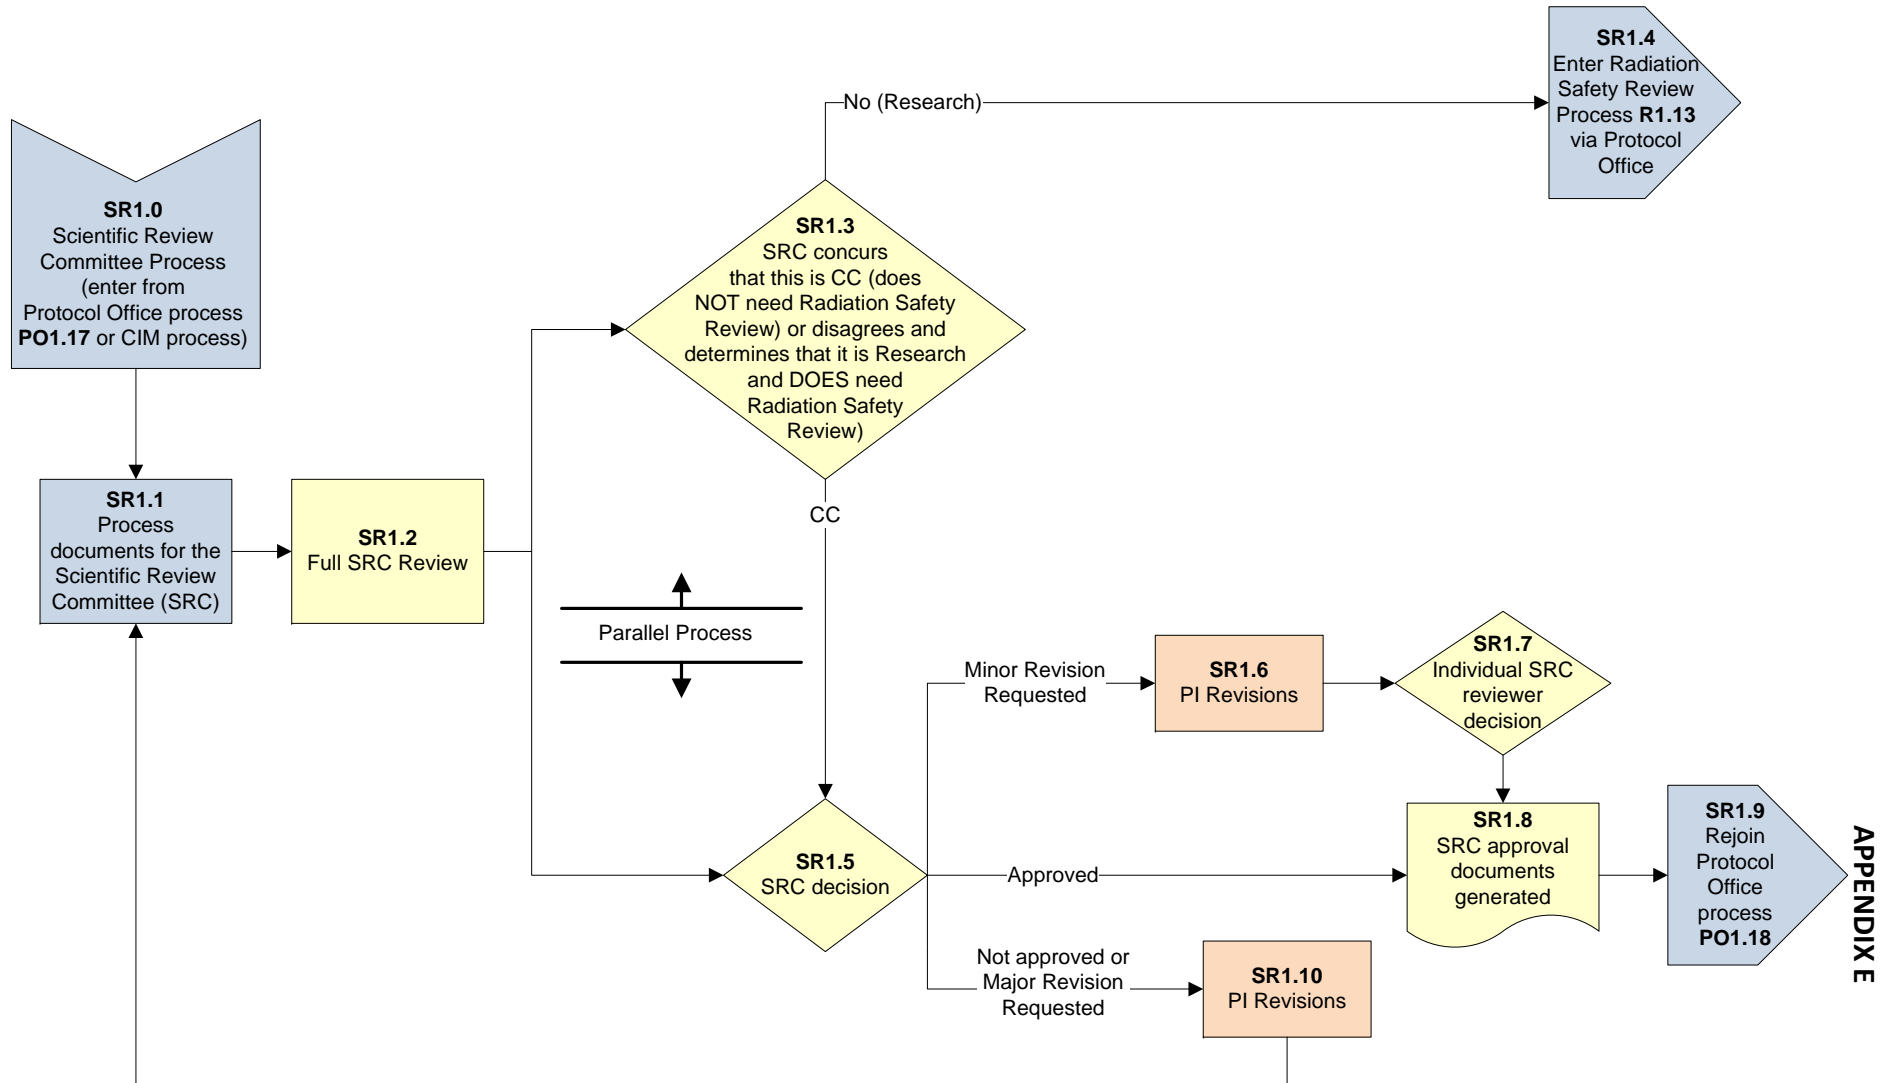 SR1.0
Scientific Review
Committee Process
(enter from
Protocol Office process
PO1.17 or CIM process)
SR1.1
Process
documents for the
Scientific Review
Committee (SRC)
SR1.2
Full SRC Review
No (Research)
SR1.3
SRC concurs
that this is CC (does
NOT need Radiation Safety
Review) or disagrees and
determines that it is Research
and DOES need
Radiation Safety
Review)
CC
SR1.4
Enter Radiation
Safety Review
Process R1.13
via Protocol
Office
Parallel Process
SR1.5
SRC decision
Minor Revision
Requested
SR1.6
PI Revisions
SR1.7
Individual SRC
reviewer
decision
Approved
SR1.8
SRC approval
documents
generated
SR1.9
Rejoin
Protocol
Office
process
PO1.18
Not approved or
Major Revision
Requested
SR1.10
PI Revisions
APPENDIX E